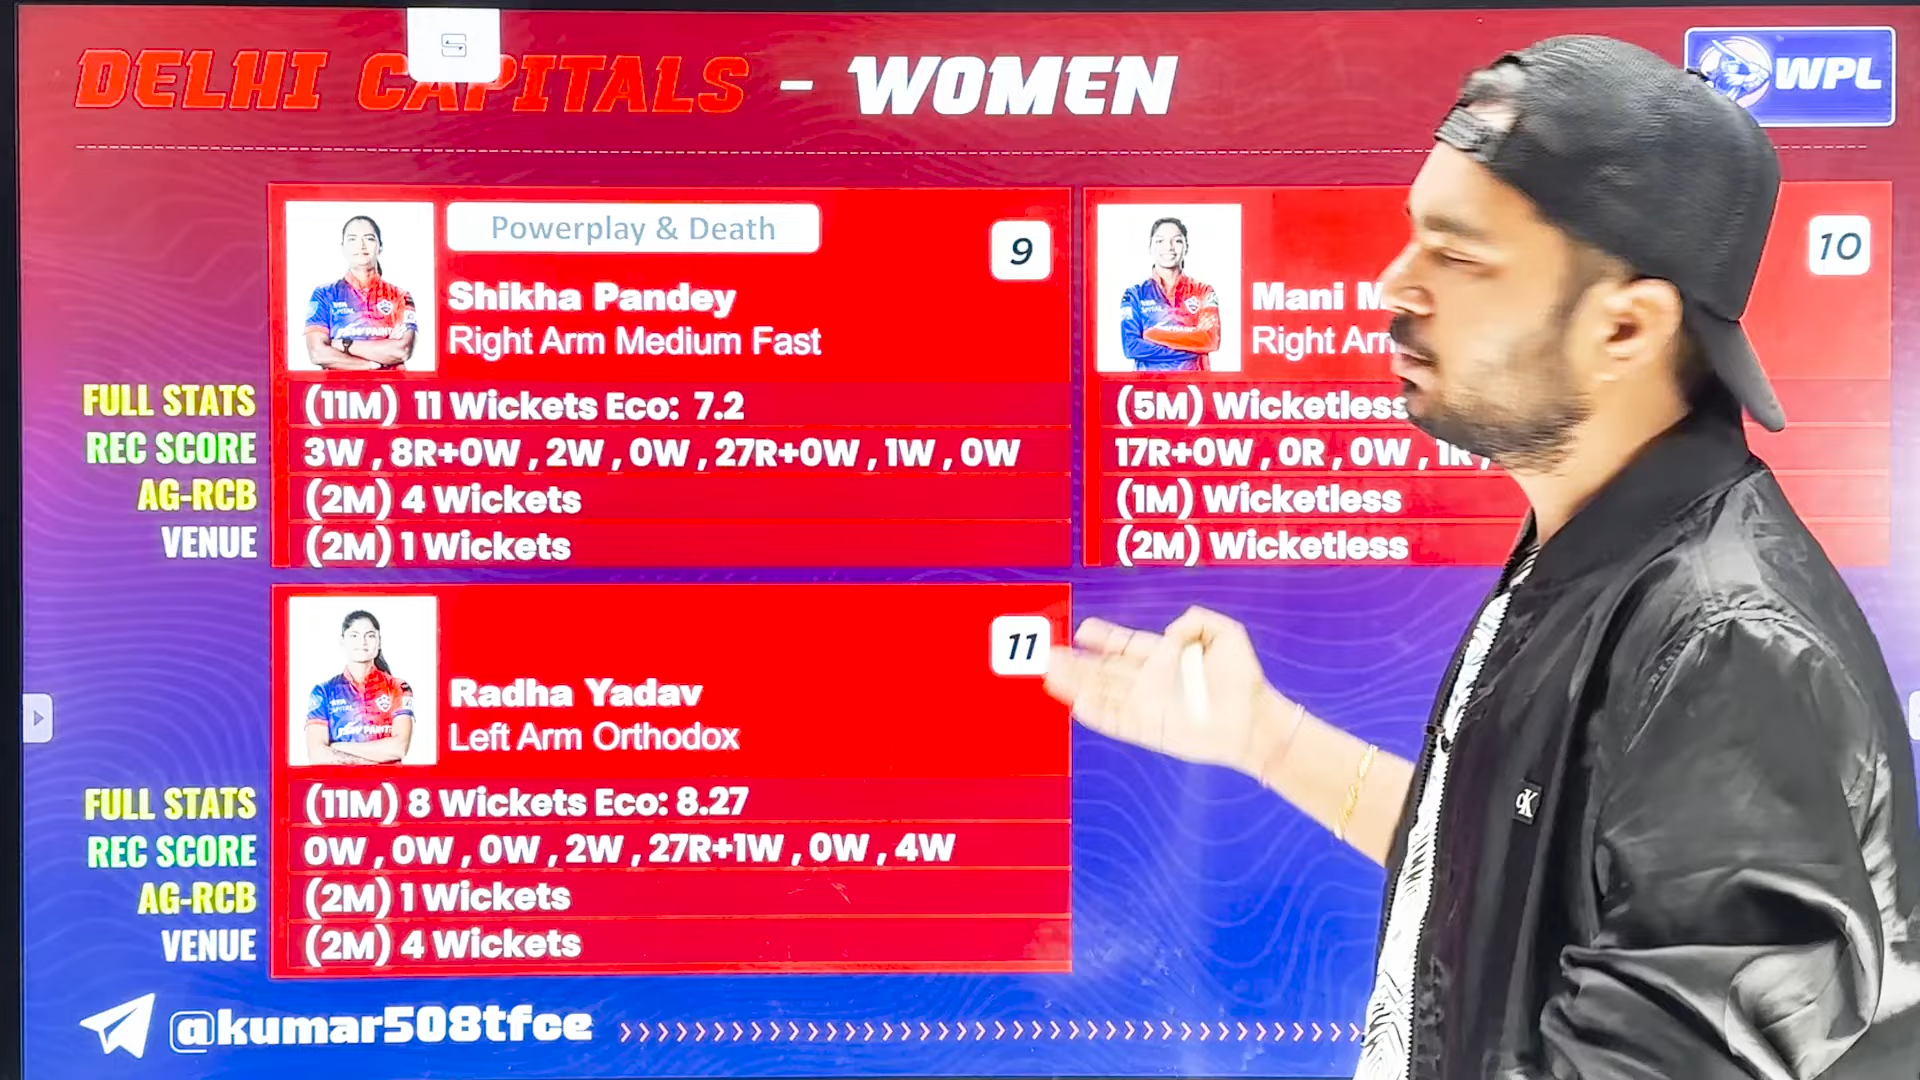 DELHI CAPITALS - WOMEN
WPL
Powerplay & Death
9
Shikha Pandey
Right Arm Medium Fast
FULL STATS (11M) 11 Wickets Eco: 7.2
REC SCORE 3W , 8R+0W , 2W , 0W , 27R+0W , 1W , 0W
AG-RCB (2M) 4 Wickets
VENUE (2M) 1 Wickets
10
Mani
Right
(5M) Wicketless
17R+0W , 0R , 0W , 1R ,
(1M) Wicketless
(2M) Wicketless
11
Radha Yadav
Left Arm Orthodox
FULL STATS (11M) 8 Wickets Eco: 8.27
REC SCORE 0W , 0W , 0W , 2W , 27R+1W , 0W , 4W
AG-RCB (2M) 1 Wickets
VENUE (2M) 4 Wickets
@kumar508tfce
CK